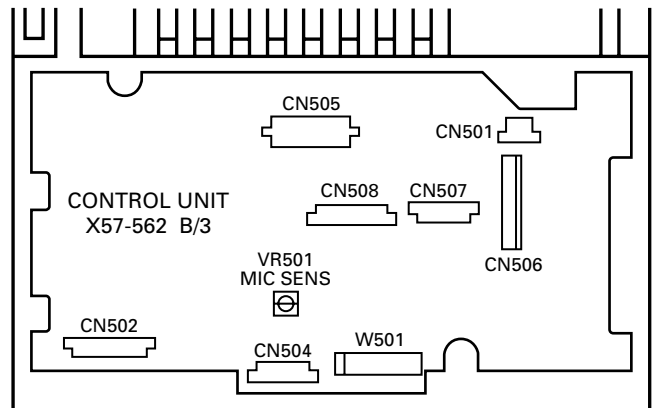 CN505
CN501
CONTROL UNIT
X57-562 B/3
CN508
CN507
CN506
VR501
MIC SENS
CN502
CN504
W501